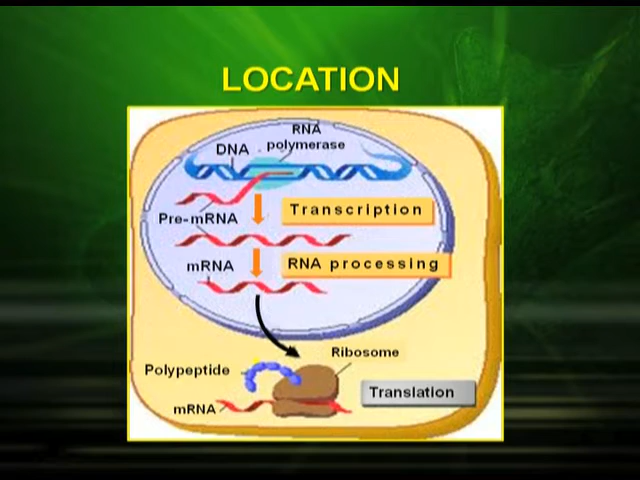 LOCATION
RNA
polymerase
DNA
Transcription
Pre-mRNA
mRNA
RNA processing
Ribosome
Polypeptide
Translation
mRNA